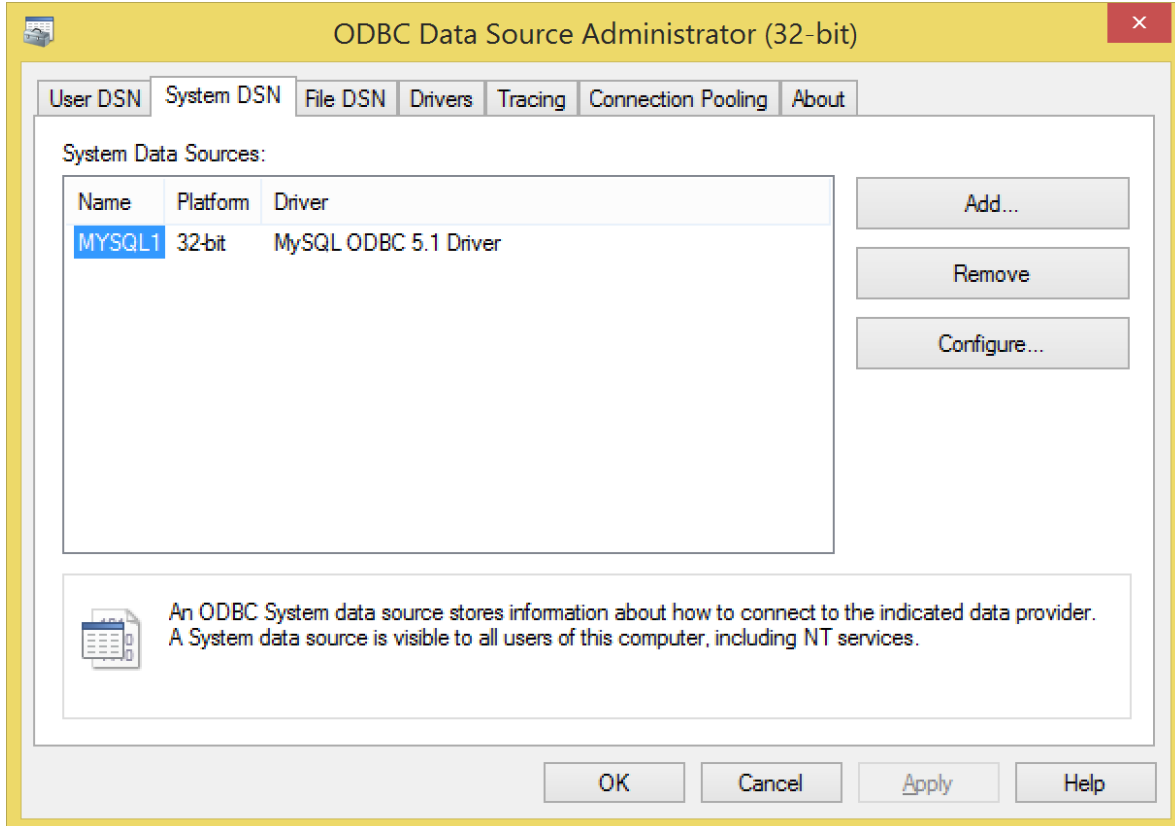 ODBC Data Source Administrator (32-bit)
User DSN System DSN File DSN Drivers Tracing Connection Pooling About
System Data Sources:
Name Platform Driver
MYSQL1 32-bit MySQL ODBC 5.1 Driver
Add...
Remove
Configure...
An ODBC System data source stores information about how to connect to the indicated data provider.
A System data source is visible to all users of this computer, including NT services.
OK Cancel Apply Help